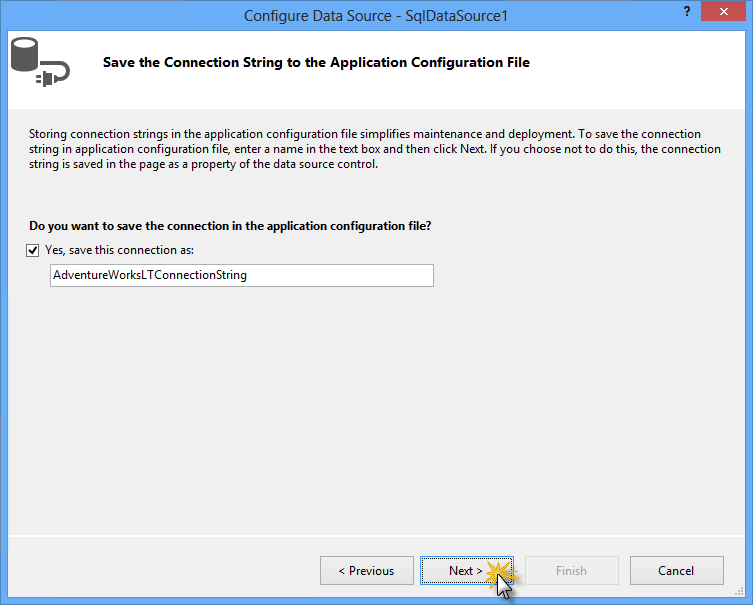 Configure Data Source - SqlDataSource1
?
Save the Connection String to the Application Configuration File
Storing connection strings in the application configuration file simplifies maintenance and deployment. To save the connection
string in application configuration file, enter a name in the text box and then click Next. If you choose not to do this, the connection
string is saved in the page as a property of the data source control.
Do you want to save the connection in the application configuration file?
Yes, save this connection as:
AdventureWorksLTConnectionString
< Previous
Next >
Finish
Cancel